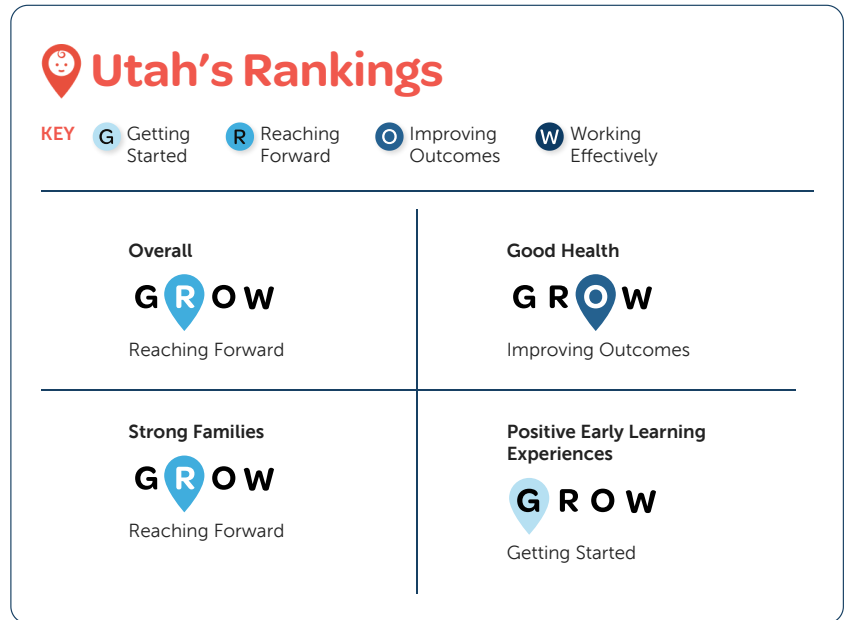 Utah's Rankings
KEY G Getting Started R Reaching Forward O Improving Outcomes W Working Effectively
Overall
GROW
Reaching Forward
Good Health
GROW
Improving Outcomes
Strong Families
GROW
Reaching Forward
Positive Early Learning
Experiences
GROW
Getting Started